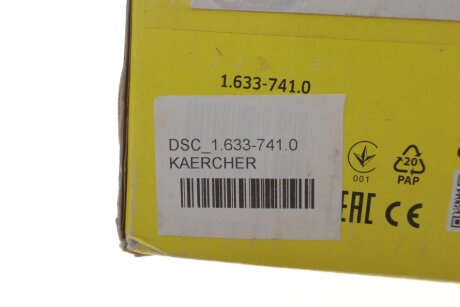 1.633-741.0
DSC_1.633-741.0
KAERCHER
001
20
PAP
EAC CE